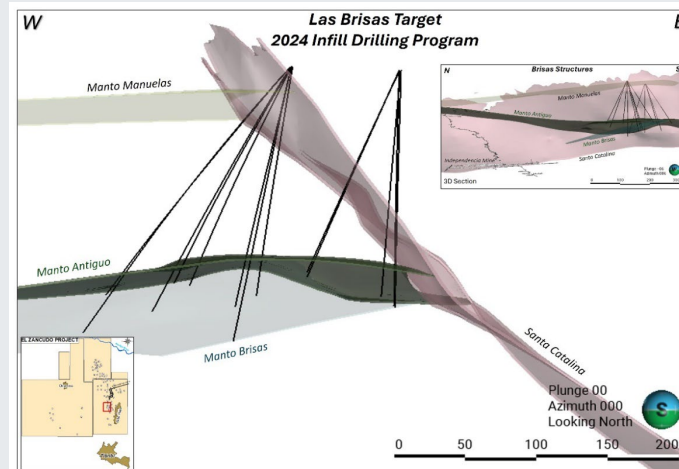 W
Las Brisas Target
2024 Infill Drilling Program
E
Manto Manuelas
N
Brisas Structures
S
Manto Manuelas
Manto Antiguo
Manto Brisas
Independencia Mine
Santa Catalina
3D Section
Plunge 00
Manto Antiguo
Manto Brisas
Santa Catalina
EL ZANCUDO PROJECT
Plunge 00
Azimuth 000
Looking North
S
0 50 100 150 200